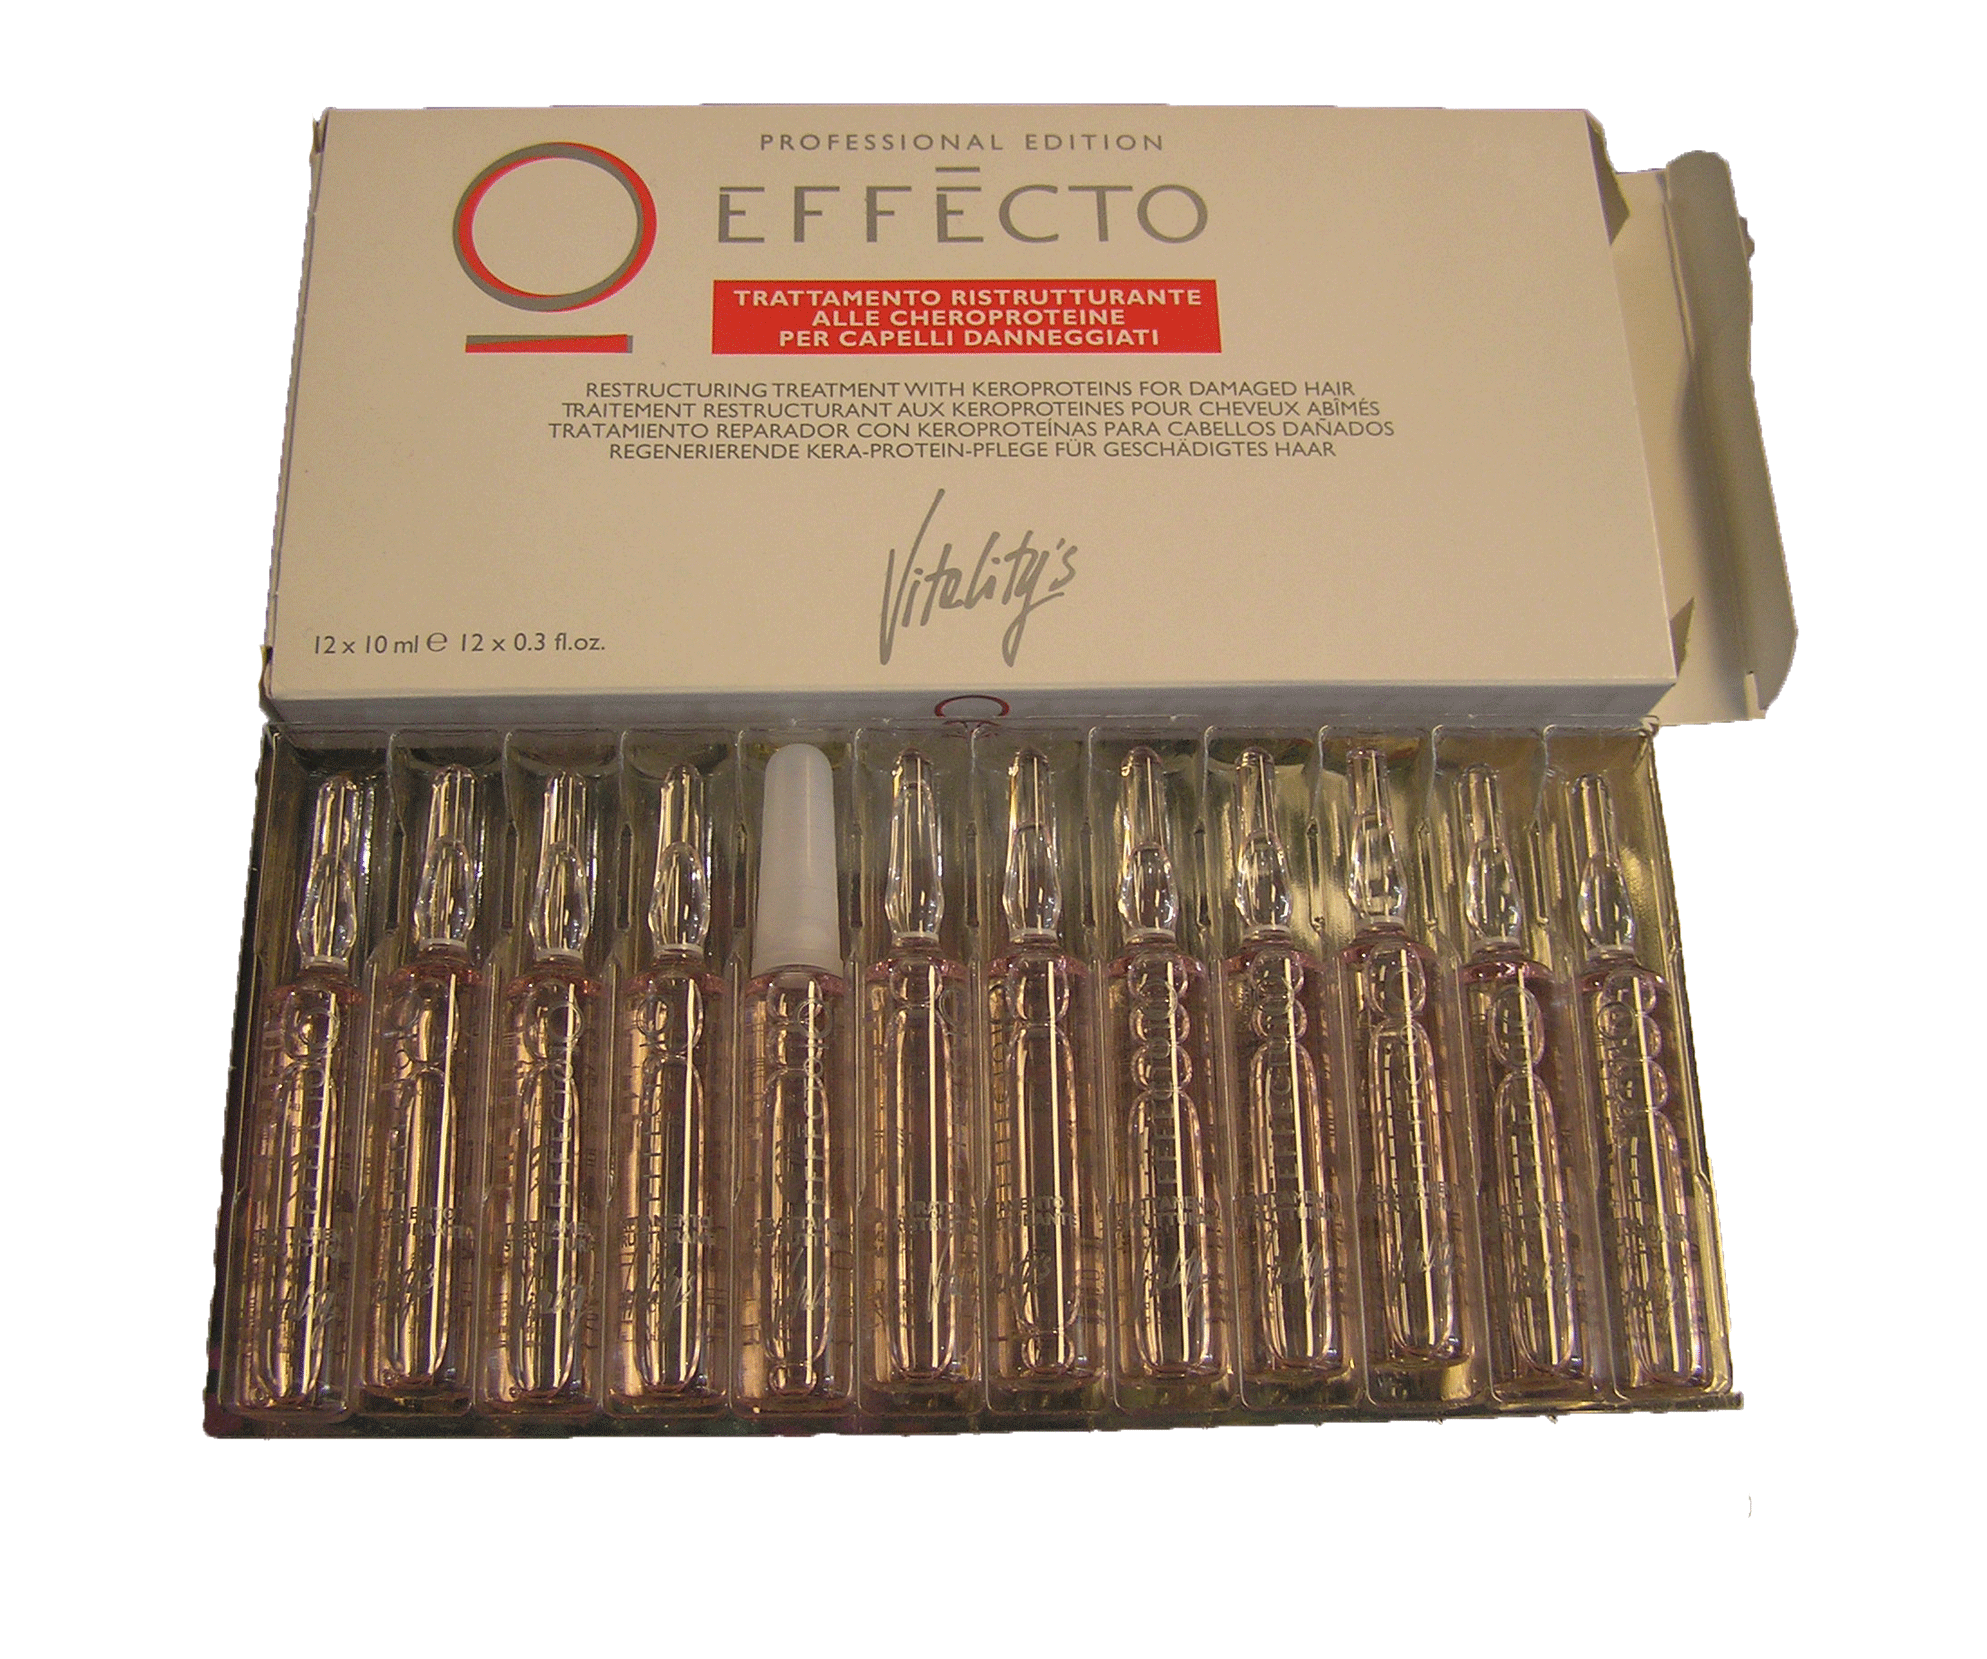 PROFESSIONAL EDITION
EFFĒCTO
TRATTAMENTO RISTRUTTURANTE
ALLE CHEROPROTEINE
PER CAPELLI DANNEGGIATI
RESTRUCTURING TREATMENT WITH KEROPROTEINS FOR DAMAGED HAIR
TRAITEMENT RESTRUCTURANT AUX KEROPROTEINES POUR CHEVEUX ABÎMÉS
TRATAMIENTO REPARADOR CON KEROPROTEÍNAS PARA CABELLOS DAÑADOS
REGENERIERENDE KERA-PROTEIN-PFLEGE FÜR GESCHÄDIGTES HAAR
Vitality's
12 x 10 ml ℮ 12 x 0.3 fl.oz.